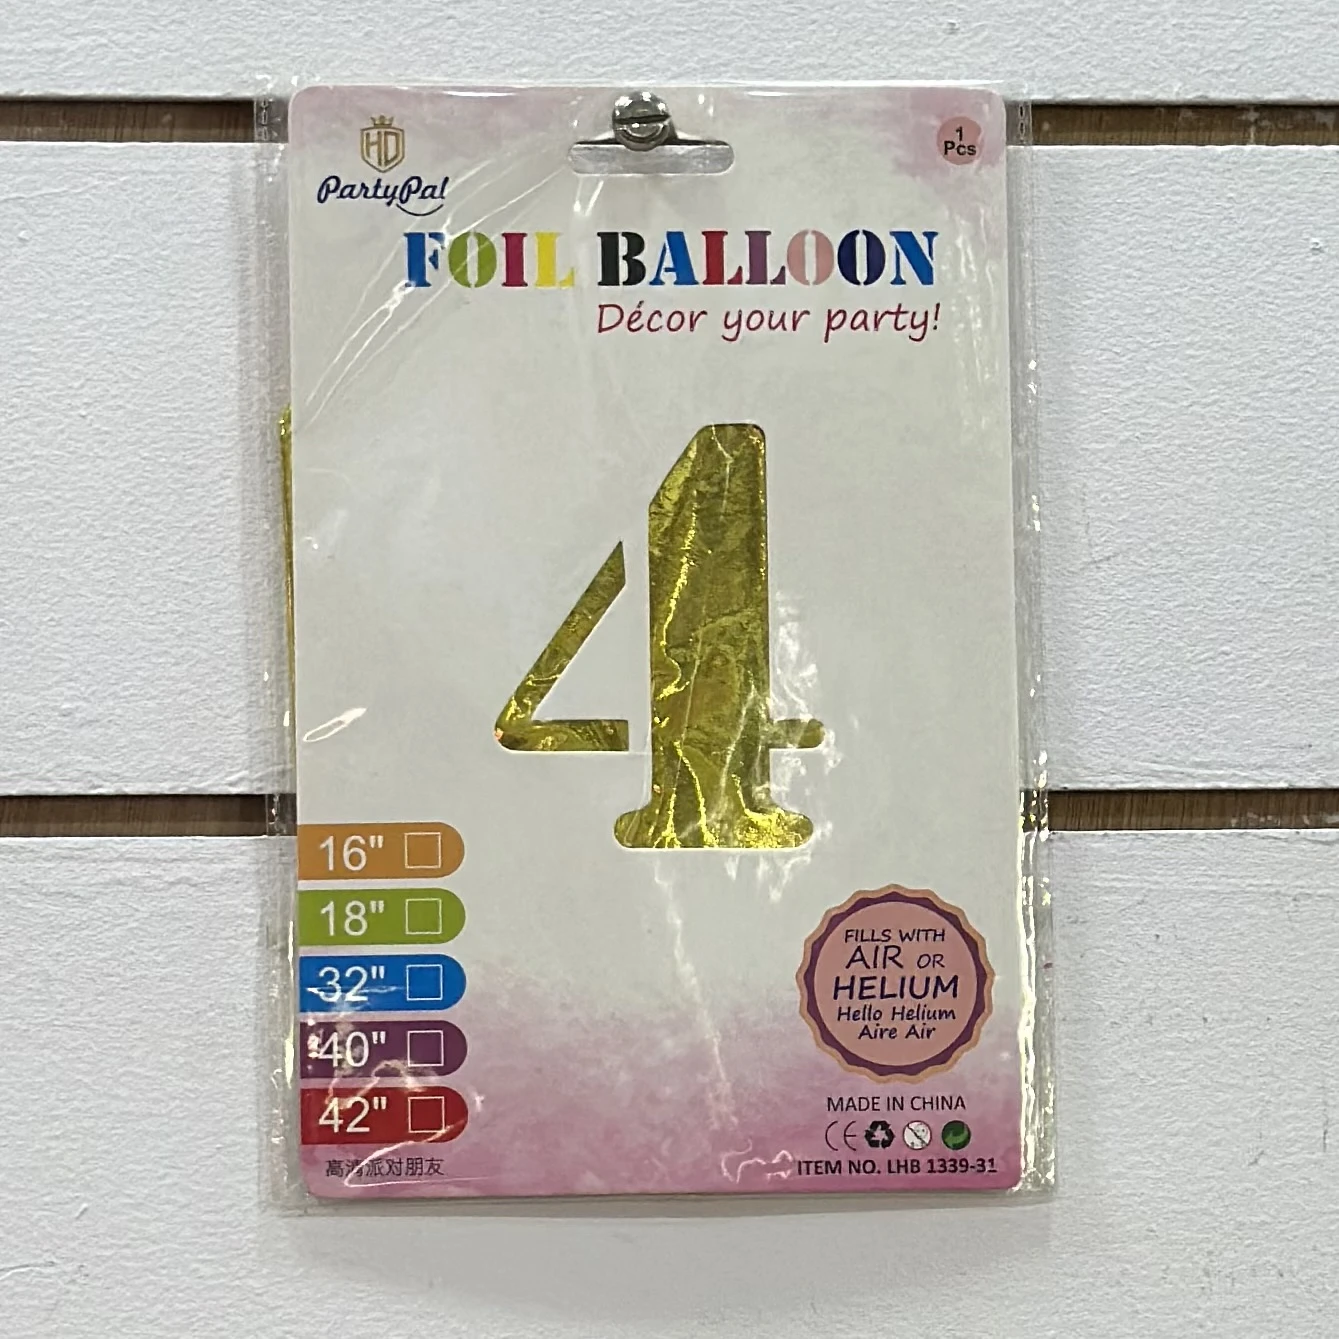 HD
PartyPal
1
Pcs
FOIL BALLOON
Décor your party!
4
16"
18"
32"
40"
42"
高清派对朋友
FILLS WITH
AIR OR
HELIUM
Hello Helium
Aire Air
MADE IN CHINA
CE
ITEM NO. LHB 1339-31